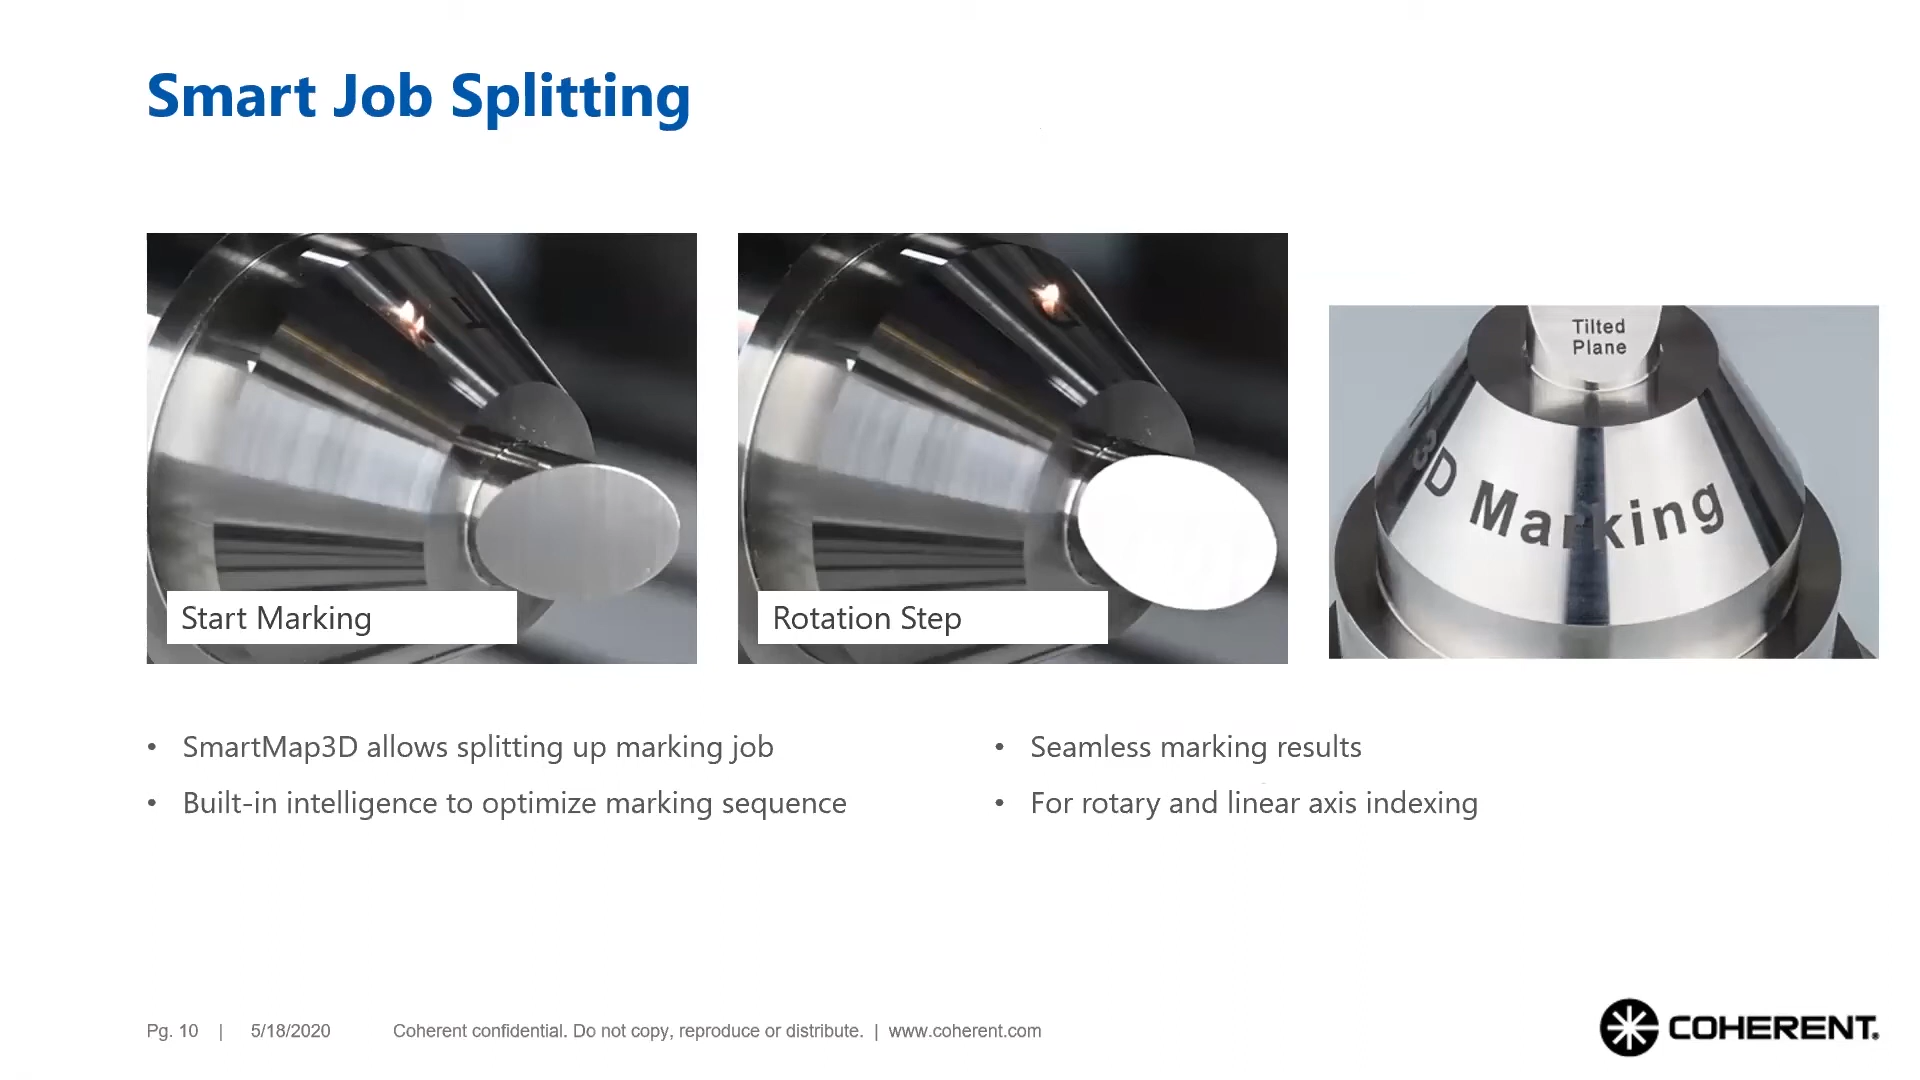 Smart Job Splitting
Start Marking
Rotation Step
Tilted
Plane
3D Marking
• SmartMap3D allows splitting up marking job
• Built-in intelligence to optimize marking sequence
• Seamless marking results
• For rotary and linear axis indexing
Pg. 10 | 5/18/2020 Coherent confidential. Do not copy, reproduce or distribute. | www.coherent.com
COHERENT.